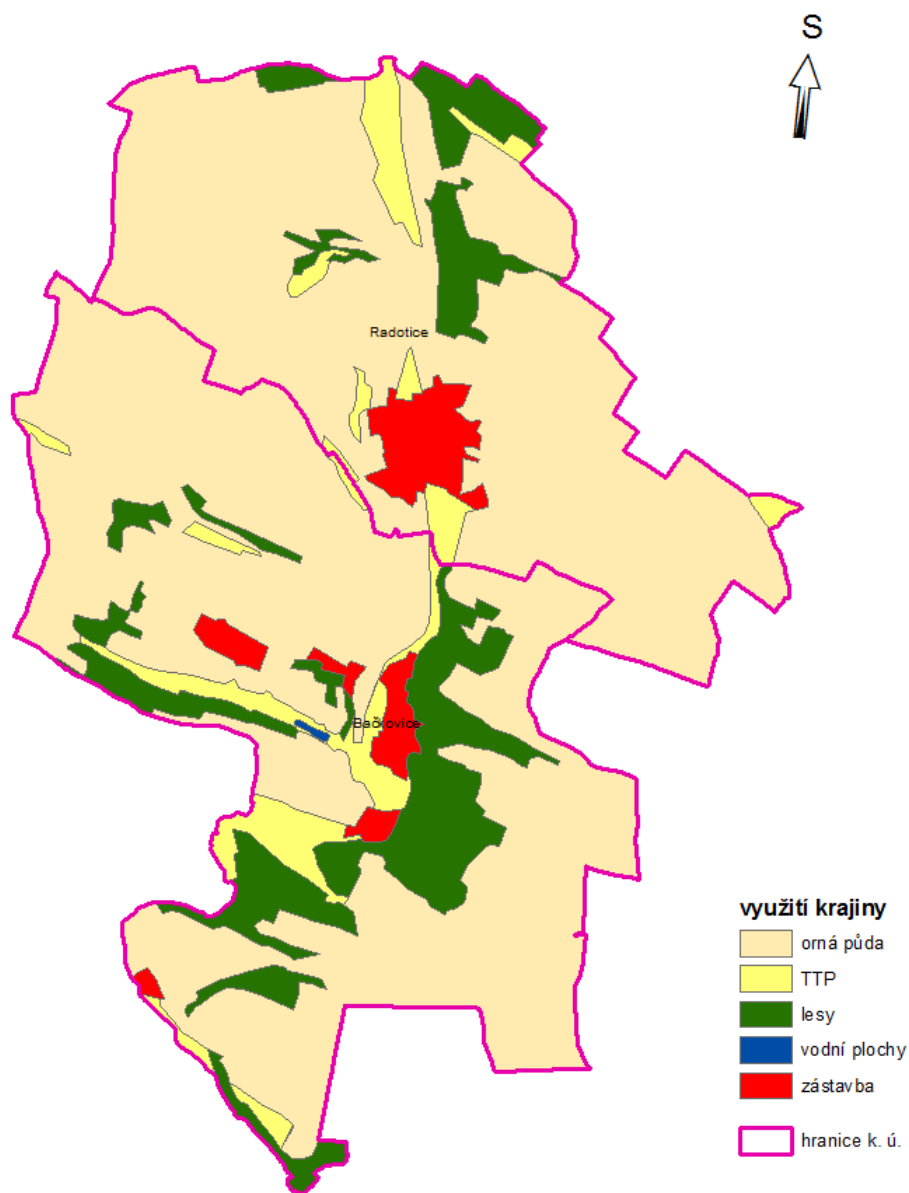 S
Radotice
Bačkovice
využití krajiny
orná půda
TTP
lesy
vodní plochy
zástavba
hranice k. ú.